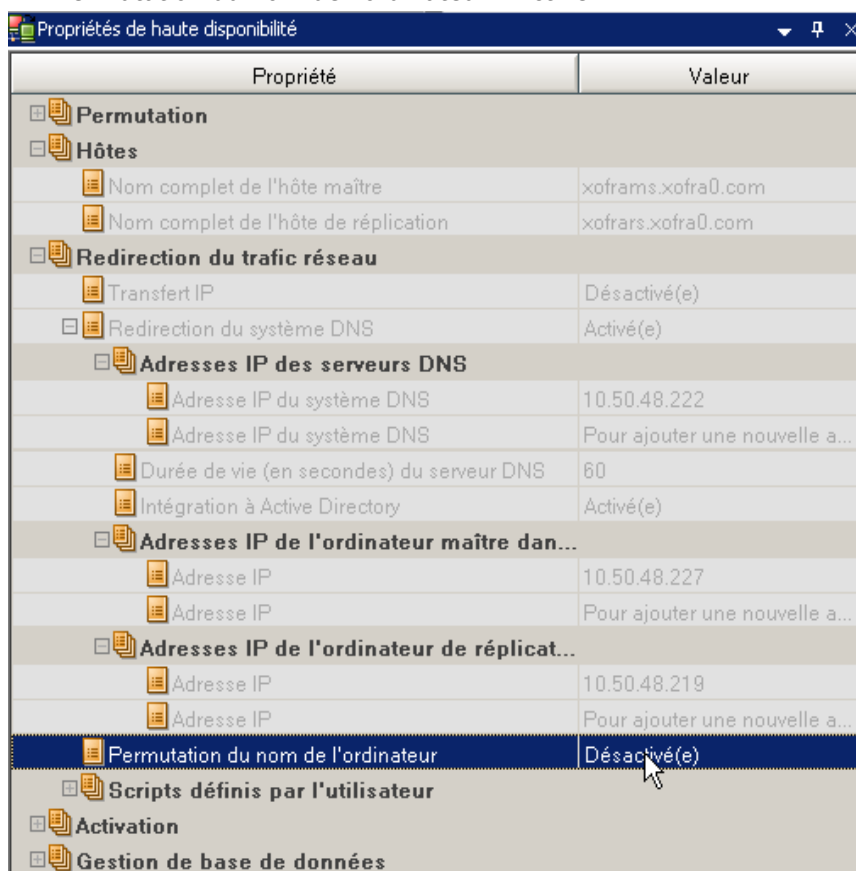 Propriétés de haute disponibilité
Propriété Valeur
Permutation
Hôtes
Nom complet de l'hôte maître xoframs.xofra0.com
Nom complet de l'hôte de réplication xofrars.xofra0.com
Redirection du trafic réseau
Transfert IP Désactivé(e)
Redirection du système DNS Activé(e)
Adresses IP des serveurs DNS
Adresse IP du système DNS 10.50.48.222
Adresse IP du système DNS Pour ajouter une nouvelle a...
Durée de vie (en secondes) du serveur DNS 60
Intégration à Active Directory Activé(e)
Adresses IP de l'ordinateur maître dan...
Adresse IP 10.50.48.227
Adresse IP Pour ajouter une nouvelle a...
Adresses IP de l'ordinateur de réplicat...
Adresse IP 10.50.48.219
Adresse IP Pour ajouter une nouvelle a...
Permutation du nom de l'ordinateur Désactivé(e)
Scripts définis par l'utilisateur
Activation
Gestion de base de données